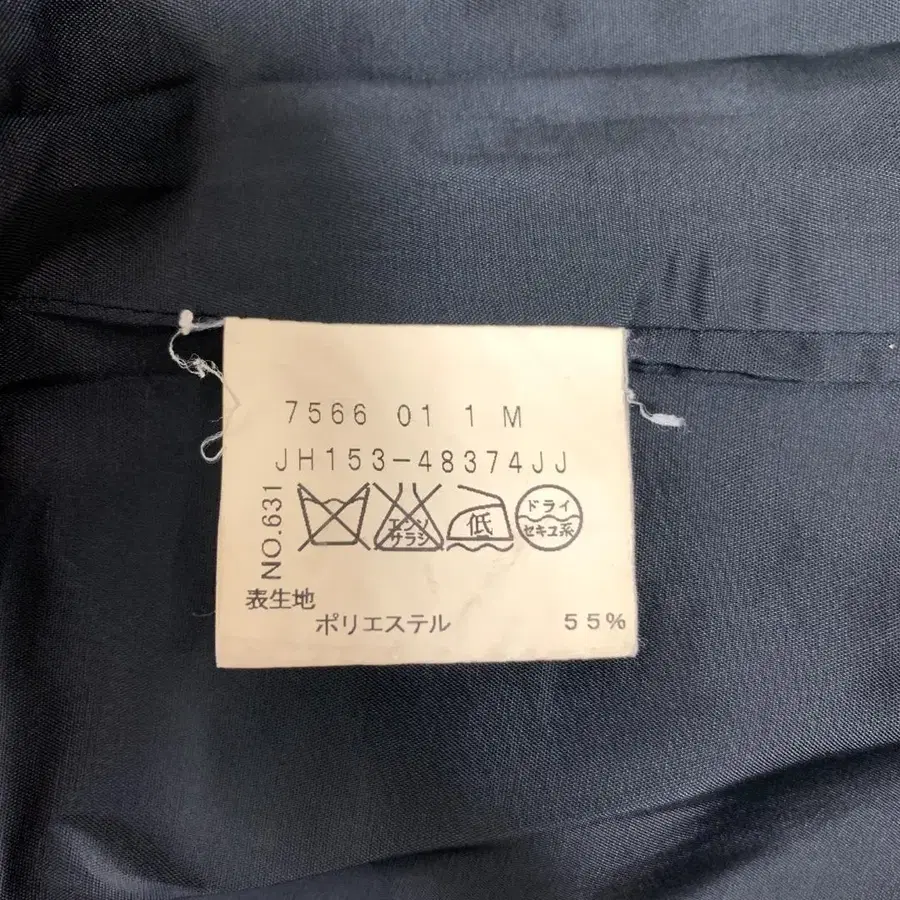 7566 01 1 M
JH153-48374JJ
NO.631
エンソ
サラシ
低
ドライ
セキユ系
表生地
ポリエステル 55%